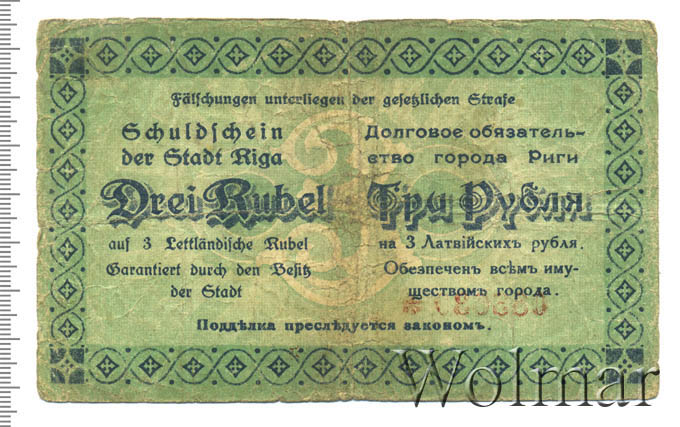 Fälschungen unterliegen der gesetzlichen Strafe
Schuldschein
der Stadt Riga
Drei Rubel
auf 3 Lettländische Rubel
Garantiert durch den Besitz
der Stadt
Долговое обязатель-
ство города Риги
Три Рубля
на 3 Латвійскихъ рубля.
Обезпеченъ всѣмъ иму-
ществомъ города.
Поддѣлка преслѣдуется закономъ.
Wolmar